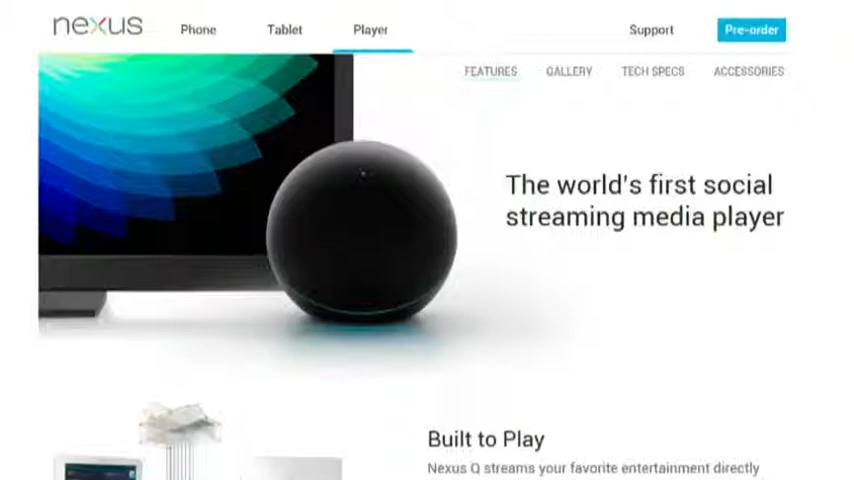 nexus
Phone
Tablet
Player
Support
Pre-order
FEATURES
GALLERY
TECH SPECS
ACCESSORIES
The world's first social
streaming media player
Built to Play
Nexus Q streams your favorite entertainment directly